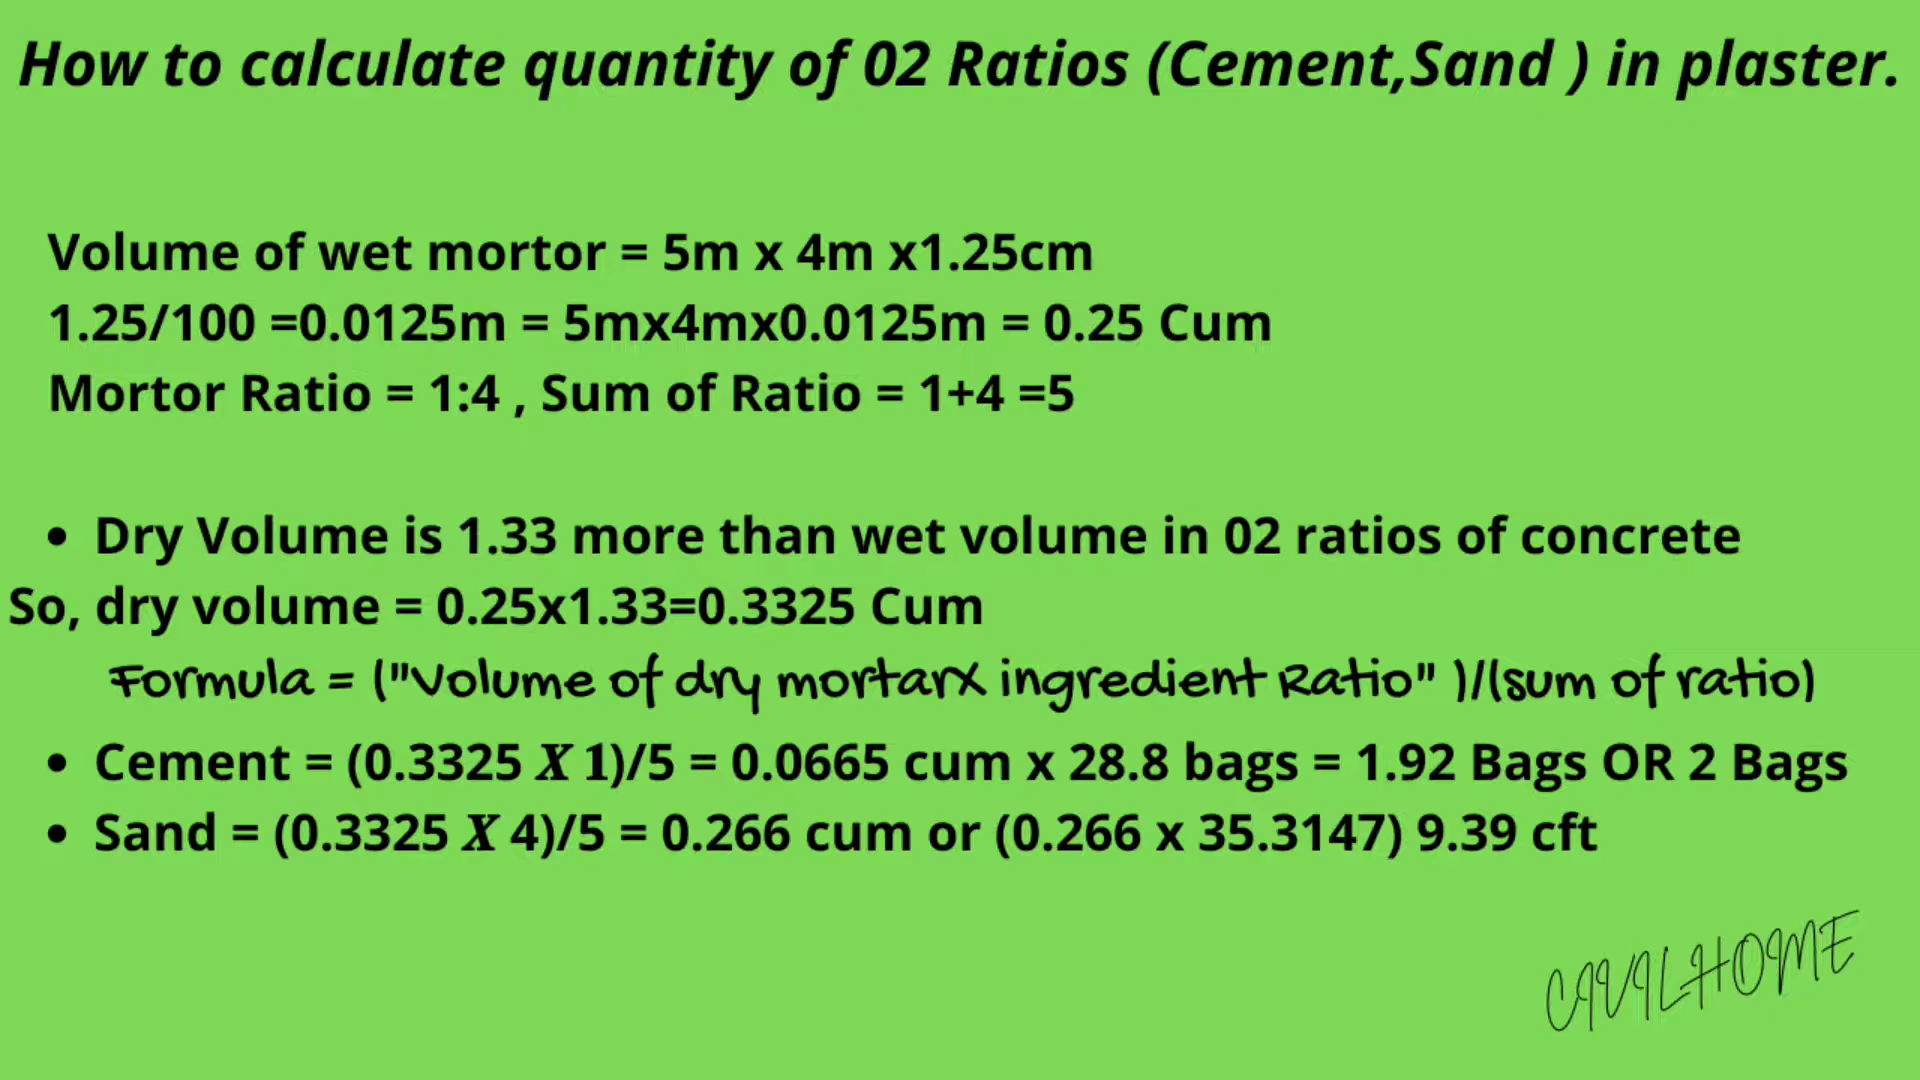 How to calculate quantity of 02 Ratios (Cement,Sand ) in plaster.
Volume of wet mortor = 5m x 4m x1.25cm
1.25/100 =0.0125m = 5mx4mx0.0125m = 0.25 Cum
Mortor Ratio = 1:4 , Sum of Ratio = 1+4 =5
• Dry Volume is 1.33 more than wet volume in 02 ratios of concrete
So, dry volume = 0.25x1.33=0.3325 Cum
Formula = ("Volume of dry mortarX ingredient Ratio" )/(sum of ratio)
• Cement = (0.3325 X 1)/5 = 0.0665 cum x 28.8 bags = 1.92 Bags OR 2 Bags
• Sand = (0.3325 X 4)/5 = 0.266 cum or (0.266 x 35.3147) 9.39 cft
CIVILHOME